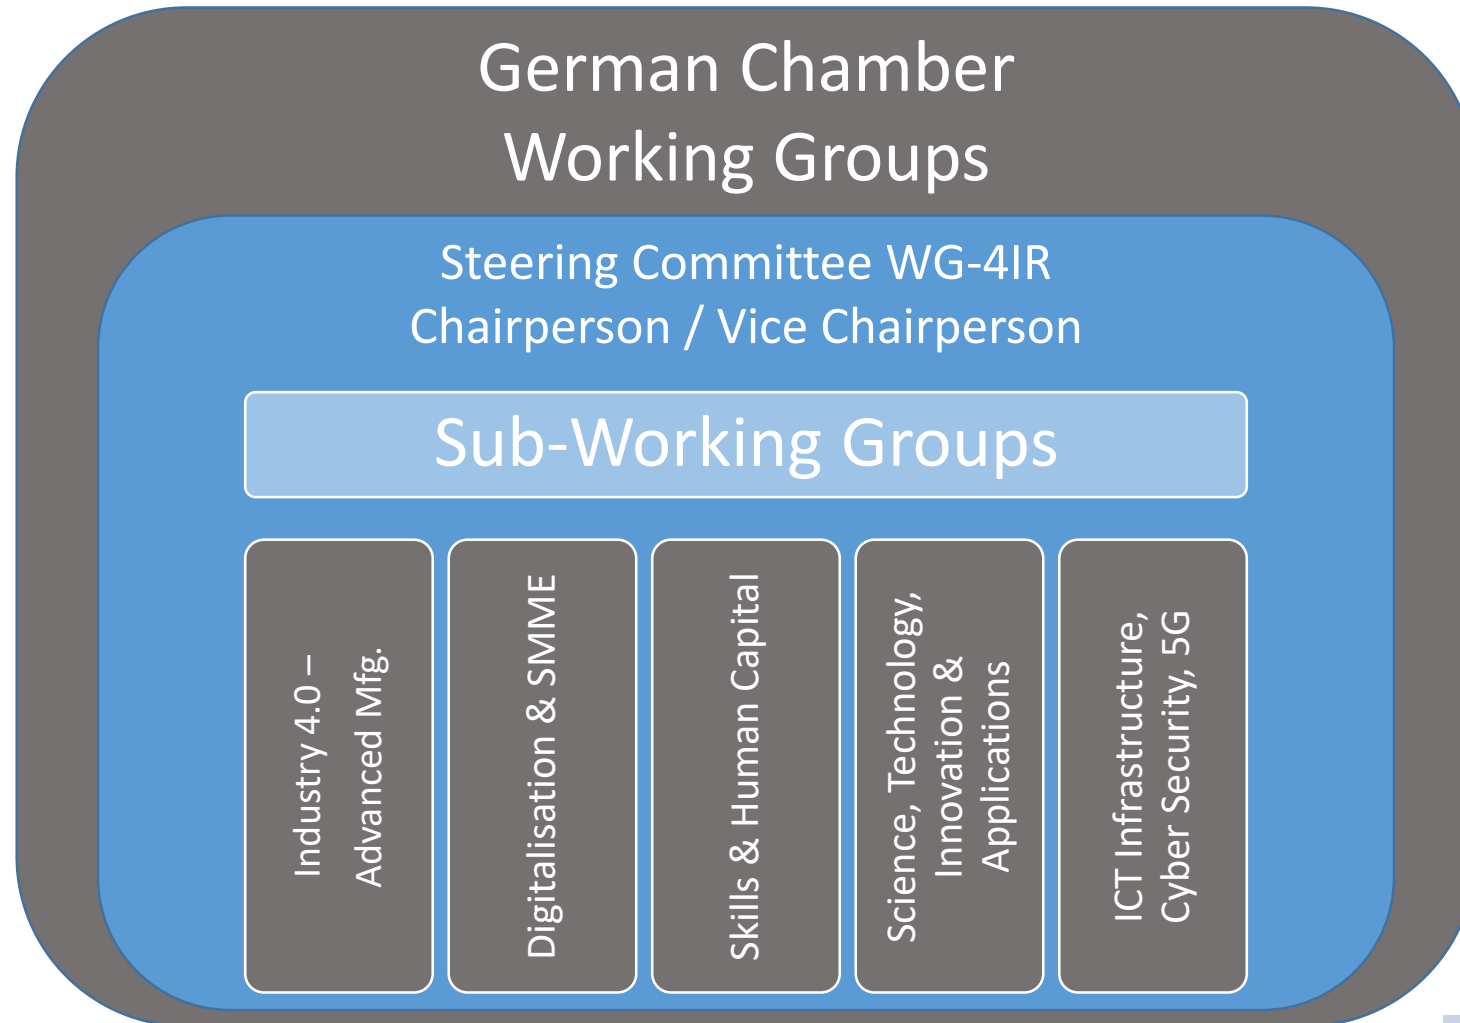 German Chamber
Working Groups
Steering Committee WG-4IR
Chairperson / Vice Chairperson
Sub-Working Groups
Industry 4.0 –
Advanced Mfg.
Digitalisation & SMME
Skills & Human Capital
Science, Technology,
Innovation &
Applications
ICT Infrastructure,
Cyber Security, 5G